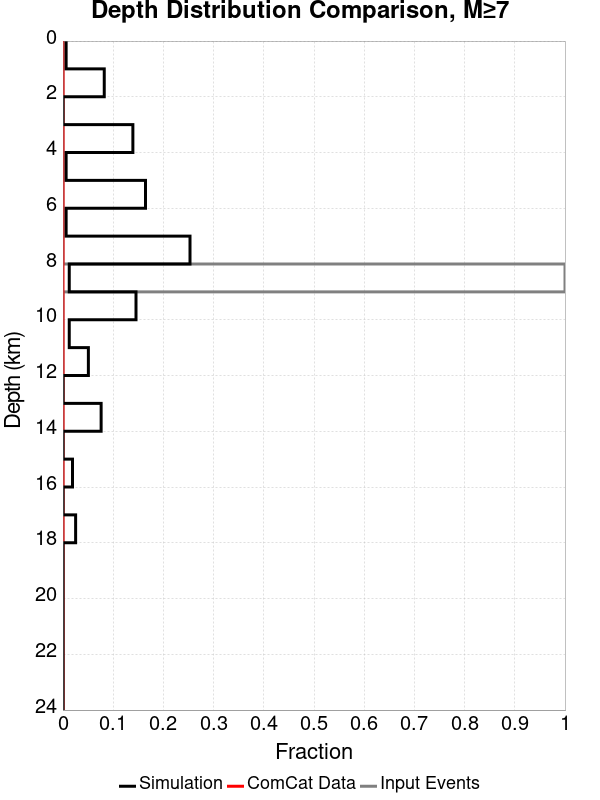 Depth Distribution Comparison, M≥7
0
2
4
6
8
10
12
14
16
18
20
22
24
Depth (km)
0 0.1 0.2 0.3 0.4 0.5 0.6 0.7 0.8 0.9 1
Fraction
Simulation ComCat Data Input Events